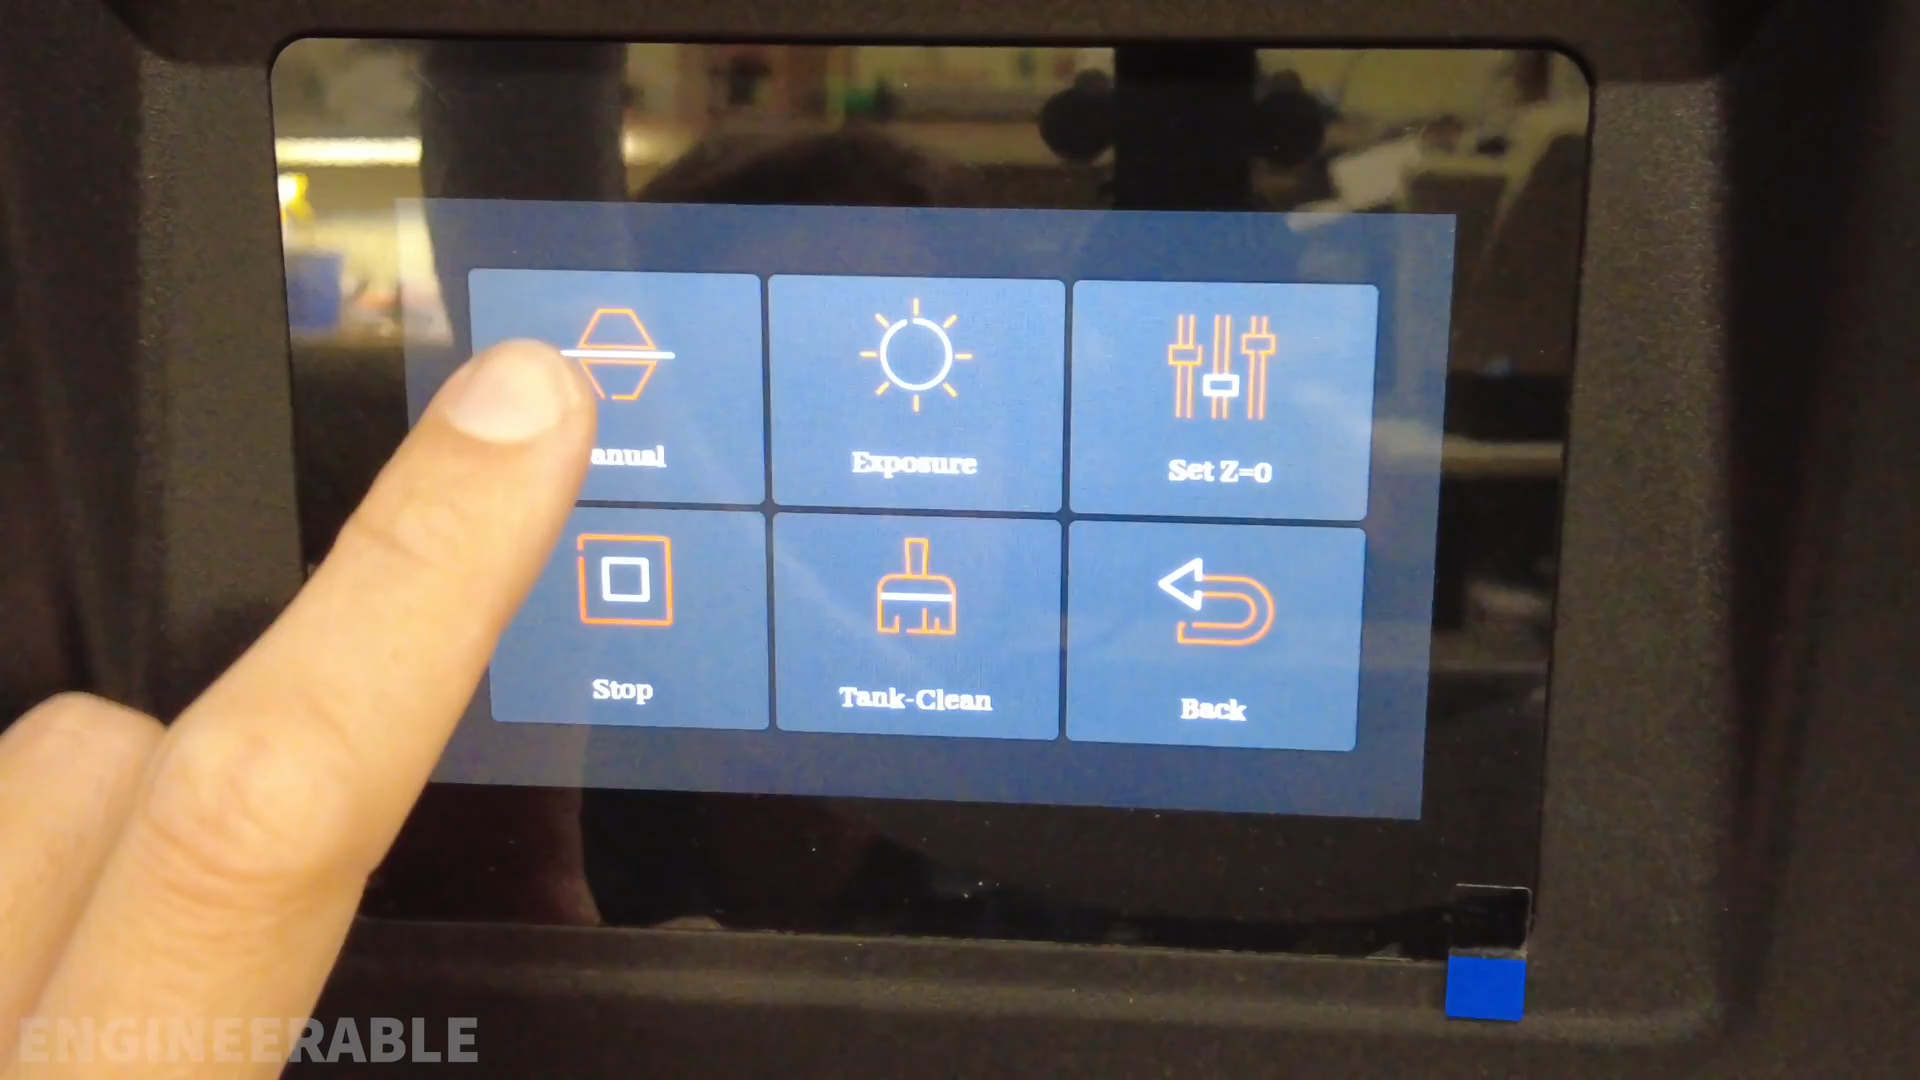 anual
Exposure
Set Z=0
Stop
Tank-Clean
Back
ENGINEERABLE